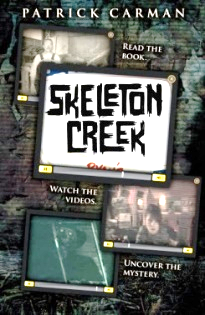 PATRICK CARMAN
READ THE
BOOK.
SKELETON
CREEK
WATCH THE
VIDEOS.
UNCOVER THE
MYSTERY.